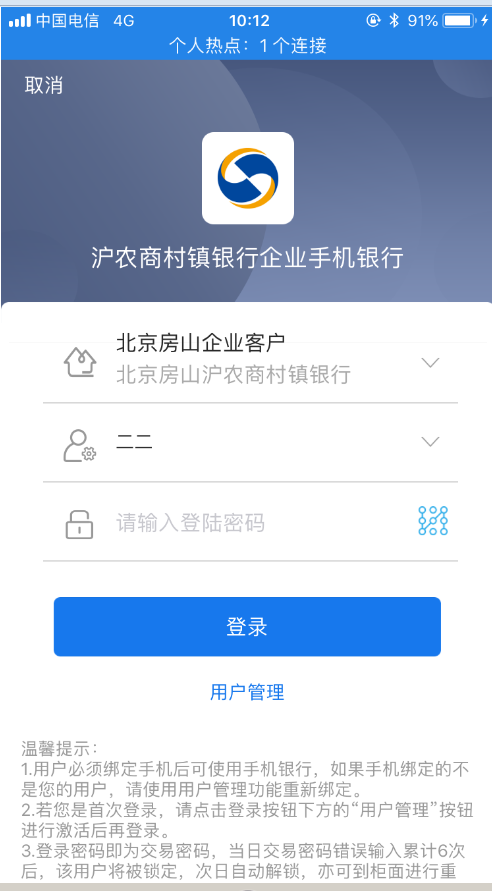 中国电信 4G 10:12 91%
个人热点：1 个连接
取消
沪农商村镇银行企业手机银行
北京房山企业客户
北京房山沪农商村镇银行
二二
请输入登陆密码
登录
用户管理
温馨提示：
1.用户必须绑定手机后可使用手机银行，如果手机绑定的不
是您的用户，请使用用户管理功能重新绑定。
2.若您是首次登录，请点击登录按钮下方的“用户管理”按钮
进行激活后再登录。
3.登录密码即为交易密码，当日交易密码错误输入累计6次
后，该用户将被锁定，次日自动解锁，亦可到柜面进行重